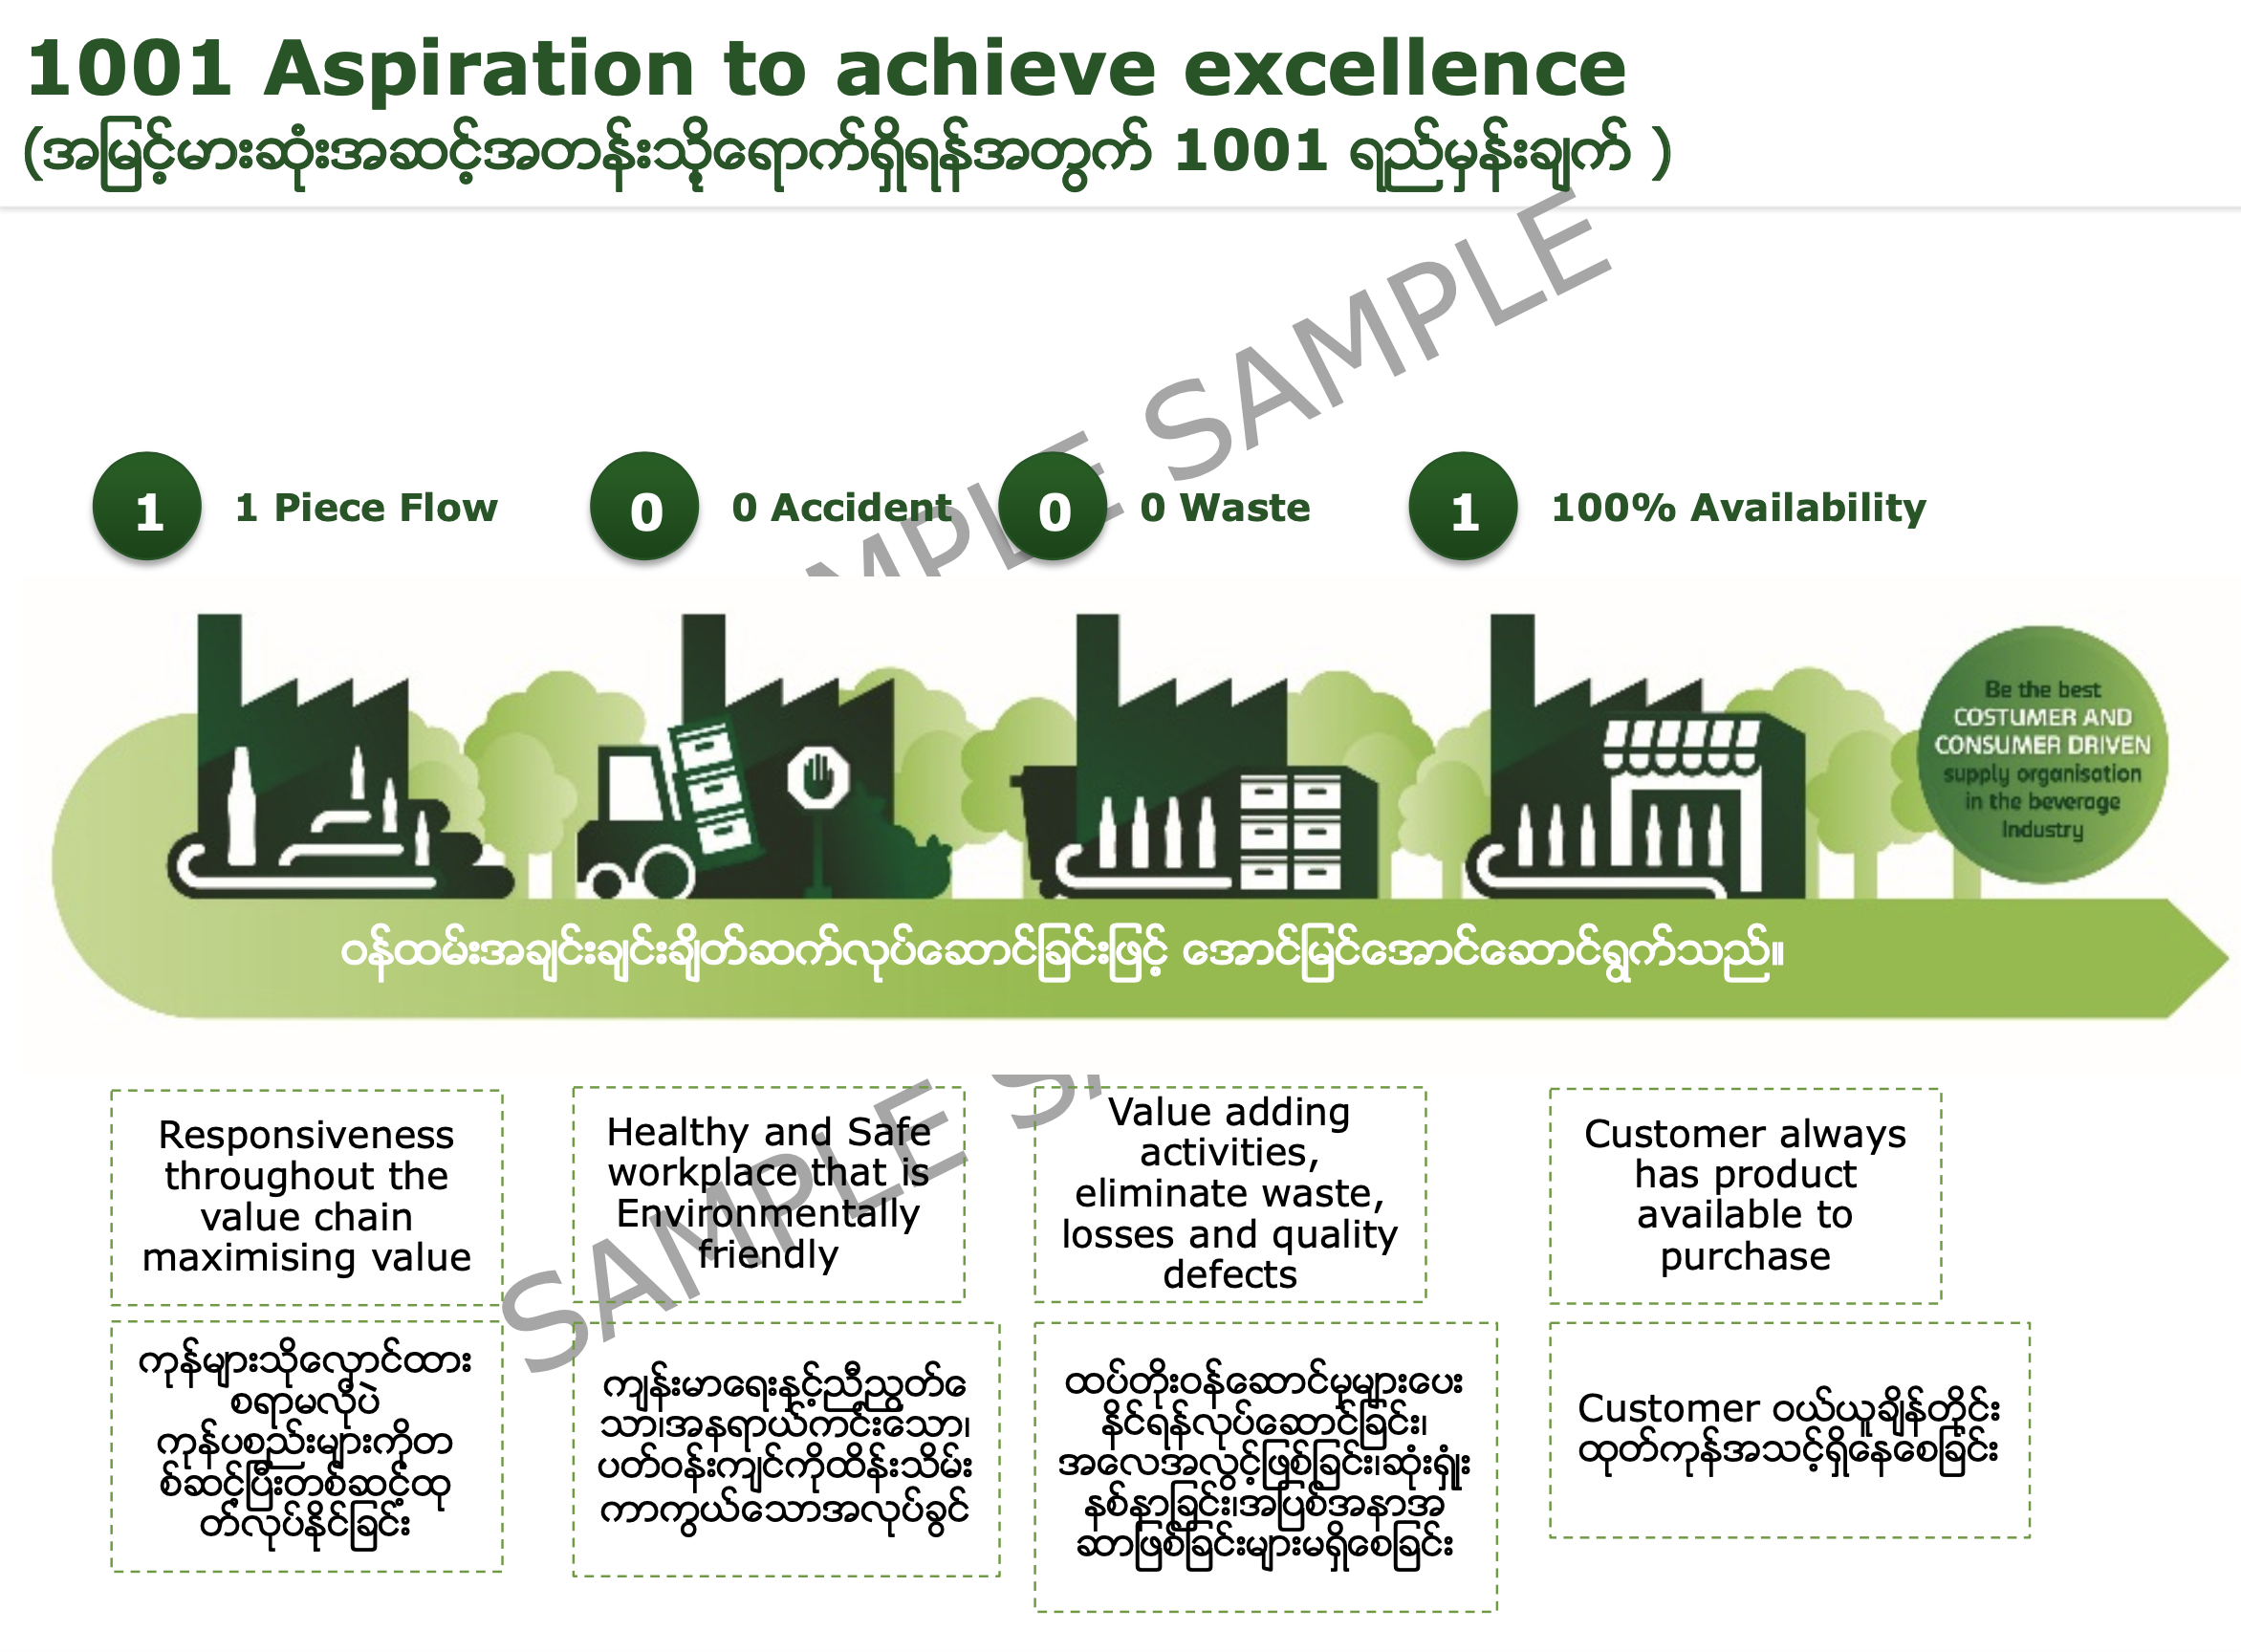 1001 Aspiration to achieve excellence
(အမြင့်မားဆုံးအဆင့်အတန်းသို့ရောက်ရှိရန်အတွက် 1001 ရည်မှန်းချက် )
SAMPLE SAMPLE SAMPLE SAMPLE
1 1 Piece Flow
0 0 Accident
0 0 Waste
1 100% Availability
Be the best
COSTUMER AND
CONSUMER DRIVEN
supply organisation
in the beverage
Industry
ဝန်ထမ်းအချင်းချင်းချိတ်ဆက်လုပ်ဆောင်ခြင်းဖြင့် အောင်မြင်အောင်ဆောင်ရွက်သည်။
Responsiveness
throughout the
value chain
maximising value
Healthy and Safe
workplace that is
Environmentally
friendly
Value adding
activities,
eliminate waste,
losses and quality
defects
Customer always
has product
available to
purchase
ကုန်များသိုလှောင်ထား
စရာမလိုပဲ
ကုန်ပစည်းများကိုတ
စ်ဆင့်ပြီးတစ်ဆင့်ထု
တ်လုပ်နိုင်ခြင်း
ကျန်းမာရေးနှင့်ညီညွတ်ေ
သာ၊အနရာယ်ကင်းသော၊
ပတ်ဝန်းကျင်ကိုထိန်းသိမ်း
ကာကွယ်သောအလုပ်ခွင်
ထပ်တိုးဝန်ဆောင်မှုများပေး
နိုင်ရန်လုပ်ဆောင်ခြင်း၊
အလေအလွင့်ဖြစ်ခြင်း၊ဆုံးရှုံး
နစ်နာခြင်း၊အပြစ်အနာအ
ဆာဖြစ်ခြင်းများမရှိစေခြင်း
Customer ဝယ်ယူချိန်တိုင်း
ထုတ်ကုန်အသင့်ရှိနေစေခြင်း